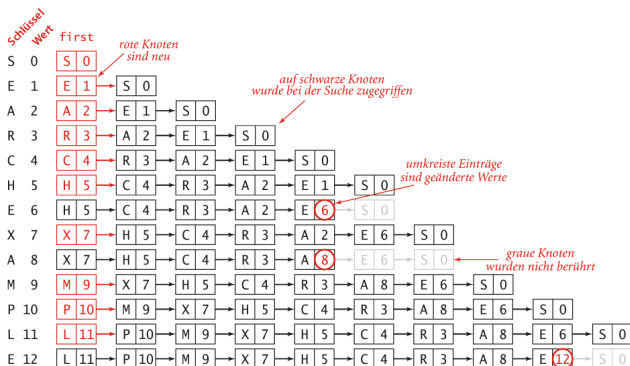 Schlüssel
Wert first
S 0 S 0
rote Knoten
sind neu
E 1 E 1 S 0
auf schwarze Knoten
wurde bei der Suche zugegriffen
A 2 A 2 E 1 S 0
R 3 R 3 A 2 E 1 S 0
C 4 C 4 R 3 A 2 E 1 S 0
umkreiste Einträge
sind geänderte Werte
H 5 H 5 C 4 R 3 A 2 E 1 S 0
E 6 H 5 C 4 R 3 A 2 E 6 S 0
X 7 X 7 H 5 C 4 R 3 A 2 E 6 S 0
A 8 X 7 H 5 C 4 R 3 A 8 E 6 S 0
graue Knoten
wurden nicht berührt
M 9 M 9 X 7 H 5 C 4 R 3 A 8 E 6 S 0
P 10 P 10 M 9 X 7 H 5 C 4 R 3 A 8 E 6 S 0
L 11 L 11 P 10 M 9 X 7 H 5 C 4 R 3 A 8 E 6 S 0
E 12 L 11 P 10 M 9 X 7 H 5 C 4 R 3 A 8 E 12 S 0